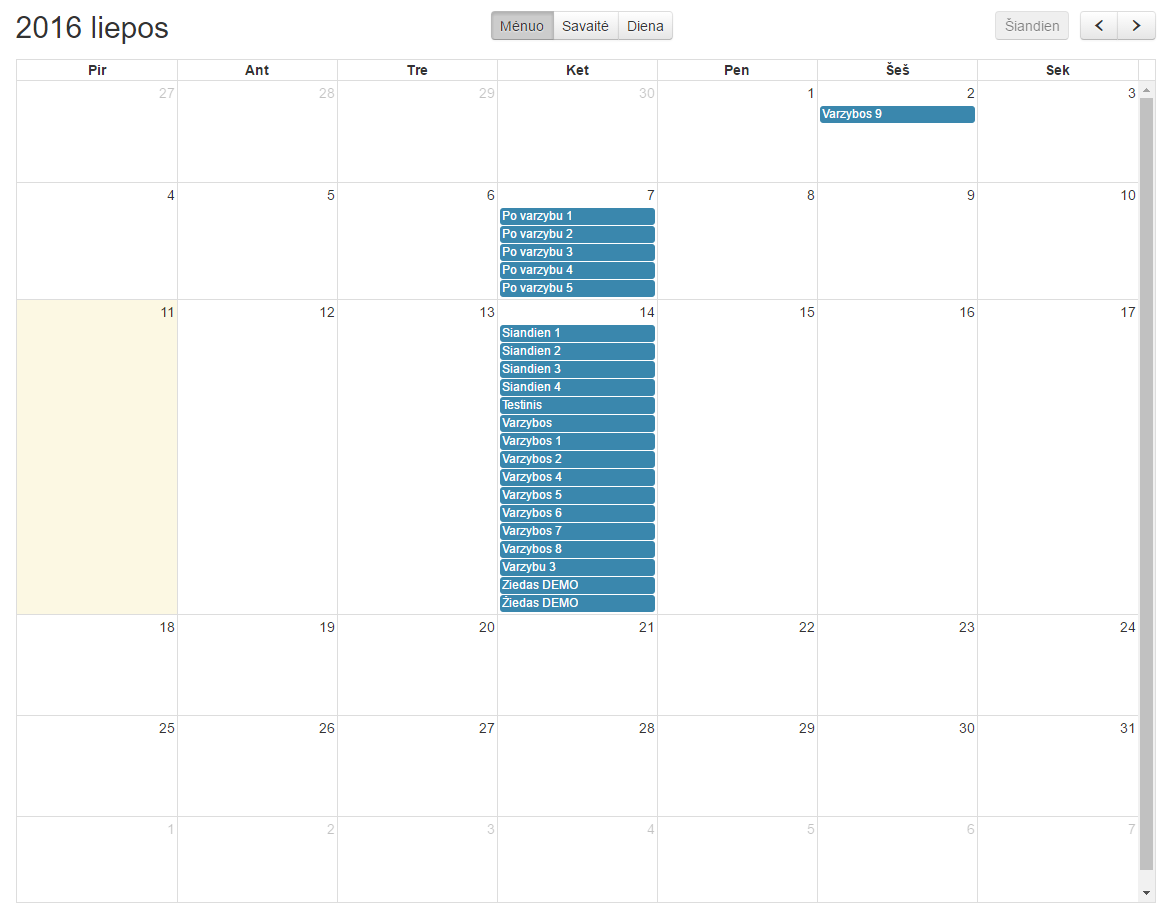 2016 liepos
Mėnuo Savaitė Diena
Šiandien
Pir Ant Tre Ket Pen Šeš Sek
27 28 29 30 1 2 3
Varzybos 9
4 5 6 7 8 9 10
Po varzybu 1
Po varzybu 2
Po varzybu 3
Po varzybu 4
Po varzybu 5
11 12 13 14 15 16 17
Siandien 1
Siandien 2
Siandien 3
Siandien 4
Testinis
Varzybos
Varzybos 1
Varzybos 2
Varzybos 4
Varzybos 5
Varzybos 6
Varzybos 7
Varzybos 8
Varzybu 3
Ziedas DEMO
Žiedas DEMO
18 19 20 21 22 23 24
25 26 27 28 29 30 31
1 2 3 4 5 6 7